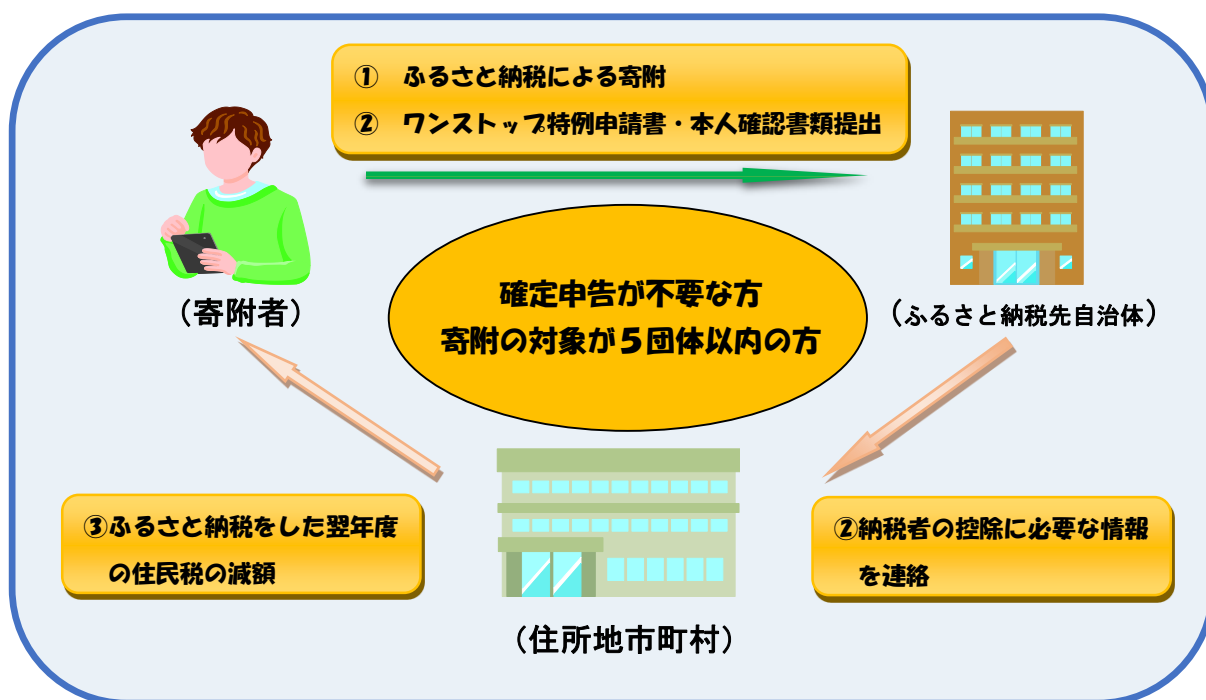 ① ふるさと納税による寄附
② ワンストップ特例申請書・本人確認書類提出
（寄附者）
確定申告が不要な方
寄附の対象が５団体以内の方
（ふるさと納税先自治体）
③ふるさと納税をした翌年度
の住民税の減額
②納税者の控除に必要な情報
を連絡
（住所地市町村）